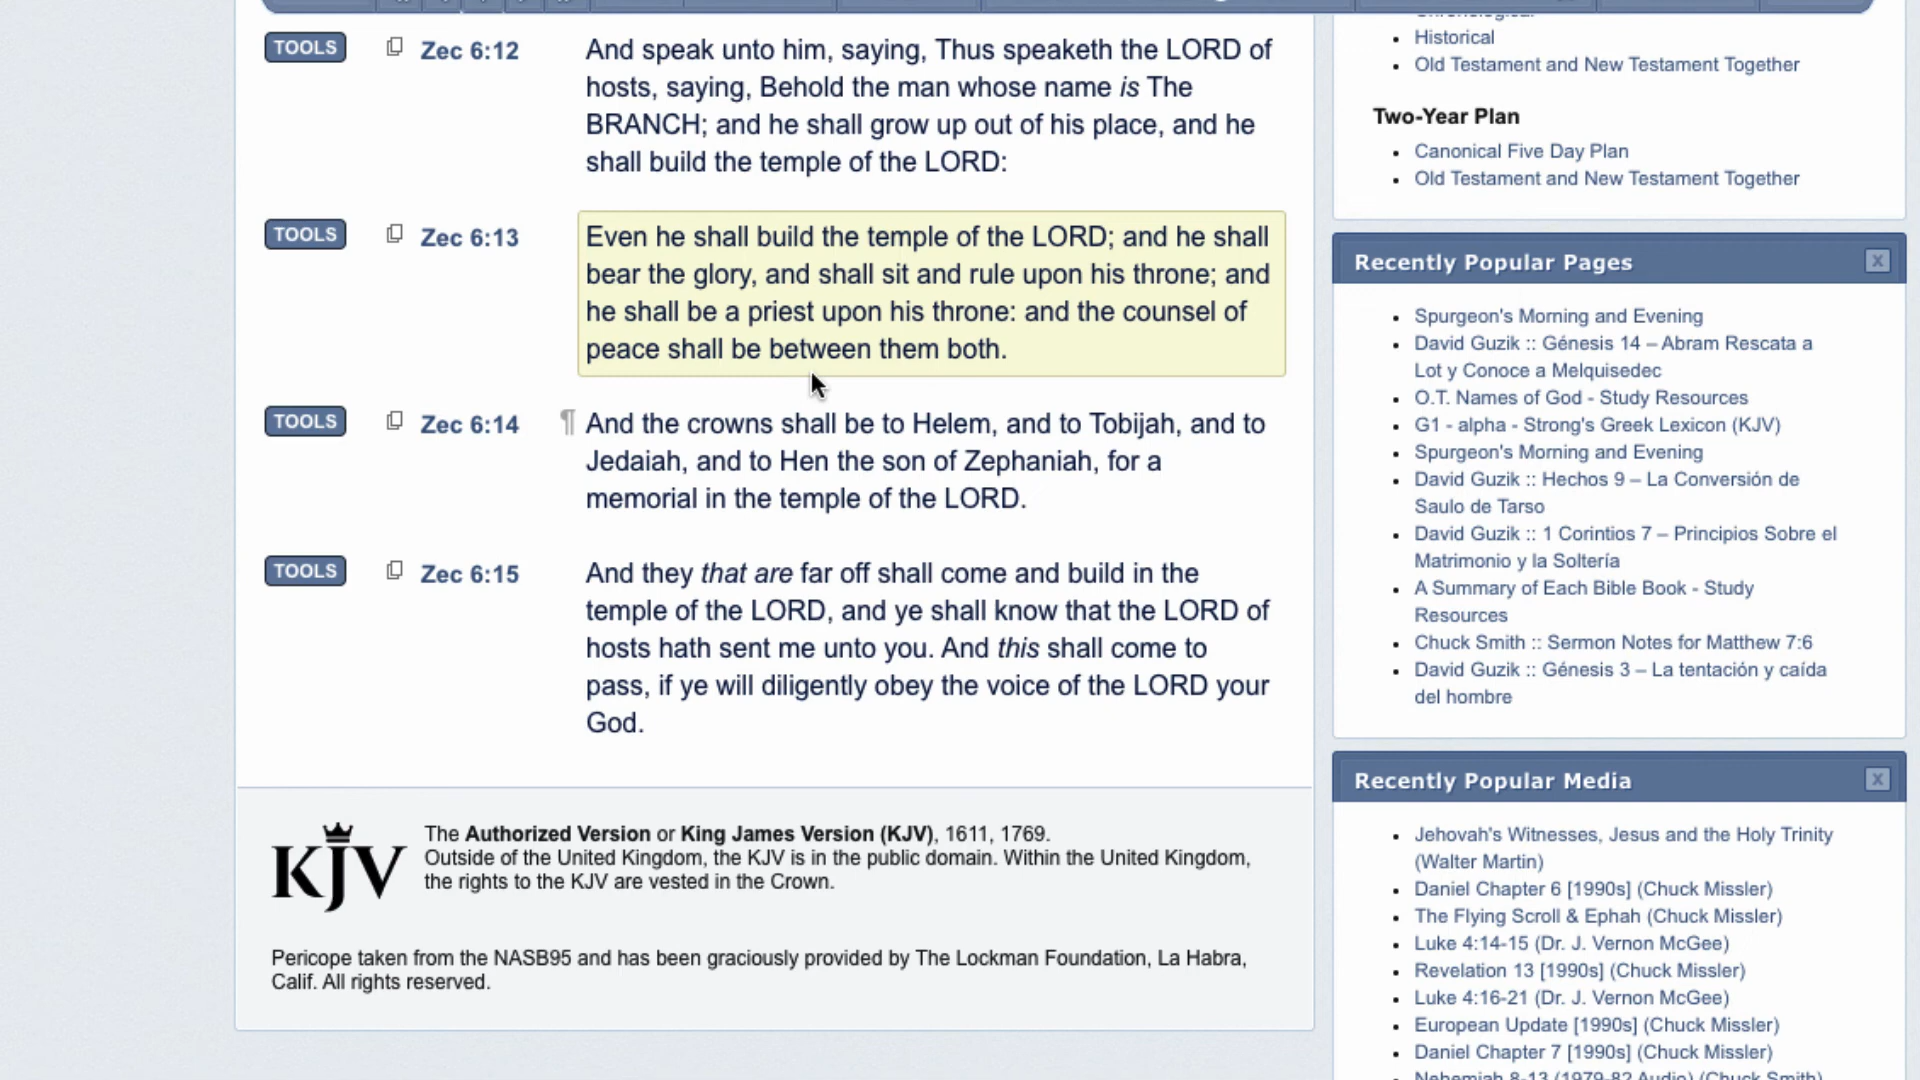 TOOLS Zec 6:12 And speak unto him, saying, Thus speaketh the LORD of
hosts, saying, Behold the man whose name is The
BRANCH; and he shall grow up out of his place, and he
shall build the temple of the LORD:
TOOLS Zec 6:13 Even he shall build the temple of the LORD; and he shall
bear the glory, and shall sit and rule upon his throne; and
he shall be a priest upon his throne: and the counsel of
peace shall be between them both.
TOOLS Zec 6:14 ¶ And the crowns shall be to Helem, and to Tobijah, and to
Jedaiah, and to Hen the son of Zephaniah, for a
memorial in the temple of the LORD.
TOOLS Zec 6:15 And they that are far off shall come and build in the
temple of the LORD, and ye shall know that the LORD of
hosts hath sent me unto you. And this shall come to
pass, if ye will diligently obey the voice of the LORD your
God.
KJV
The Authorized Version or King James Version (KJV), 1611, 1769.
Outside of the United Kingdom, the KJV is in the public domain. Within the United Kingdom,
the rights to the KJV are vested in the Crown.
Pericope taken from the NASB95 and has been graciously provided by The Lockman Foundation, La Habra,
Calif. All rights reserved.
Chronological
Historical
Old Testament and New Testament Together
Two-Year Plan
Canonical Five Day Plan
Old Testament and New Testament Together
Recently Popular Pages x
Spurgeon's Morning and Evening
David Guzik :: Génesis 14 – Abram Rescata a
Lot y Conoce a Melquisedec
O.T. Names of God - Study Resources
G1 - alpha - Strong's Greek Lexicon (KJV)
Spurgeon's Morning and Evening
David Guzik :: Hechos 9 – La Conversión de
Saulo de Tarso
David Guzik :: 1 Corintios 7 – Principios Sobre el
Matrimonio y la Soltería
A Summary of Each Bible Book - Study
Resources
Chuck Smith :: Sermon Notes for Matthew 7:6
David Guzik :: Génesis 3 – La tentación y caída
del hombre
Recently Popular Media x
Jehovah's Witnesses, Jesus and the Holy Trinity
(Walter Martin)
Daniel Chapter 6 [1990s] (Chuck Missler)
The Flying Scroll & Ephah (Chuck Missler)
Luke 4:14-15 (Dr. J. Vernon McGee)
Revelation 13 [1990s] (Chuck Missler)
Luke 4:16-21 (Dr. J. Vernon McGee)
European Update [1990s] (Chuck Missler)
Daniel Chapter 7 [1990s] (Chuck Missler)
Nehemiah 8-13 (1979-82 Audio) (Chuck Smith)